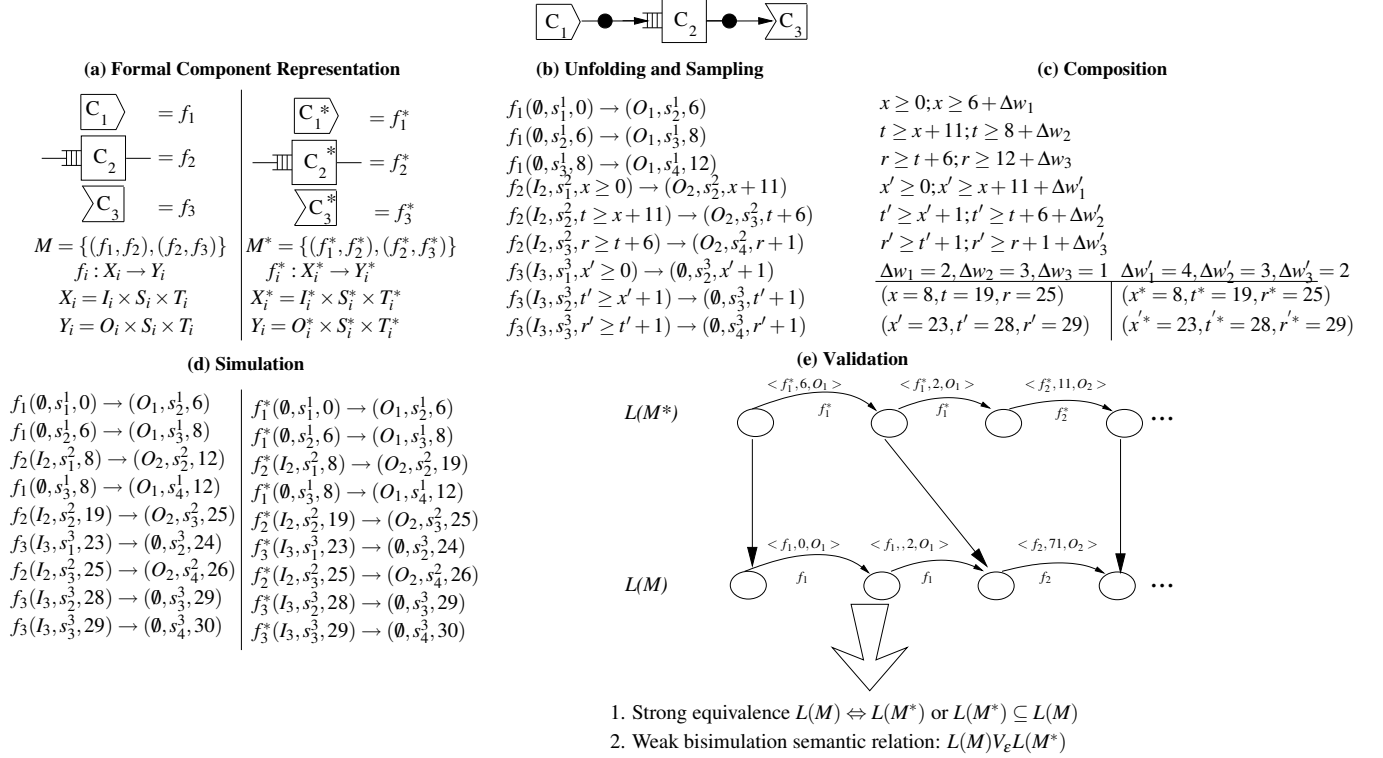 C₁ C₂ C₃
(a) Formal Component Representation
C₁ = f₁
C₁* = f₁*
C₂ = f₂
C₂* = f₂*
C₃ = f₃
C₃* = f₃*
M = {(f₁, f₂), (f₂, f₃)}
M* = {(f₁*, f₂*), (f₂*, f₃*)}
fᵢ : Xᵢ → Yᵢ
fᵢ* : Xᵢ* → Yᵢ*
Xᵢ = Iᵢ × Sᵢ × Tᵢ
Xᵢ* = Iᵢ* × Sᵢ* × Tᵢ*
Yᵢ = Oᵢ × Sᵢ × Tᵢ
Yᵢ = Oᵢ* × Sᵢ* × Tᵢ*
(b) Unfolding and Sampling
f₁(∅, s₁¹, 0) → (O₁, s₂¹, 6)
f₁(∅, s₂¹, 6) → (O₁, s₃¹, 8)
f₁(∅, s₃¹, 8) → (O₁, s₄¹, 12)
f₂(I₂, s₁², x ≥ 0) → (O₂, s₂², x + 11)
f₂(I₂, s₂², t ≥ x + 11) → (O₂, s₃², t + 6)
f₂(I₂, s₃², r ≥ t + 6) → (O₂, s₄², r + 1)
f₃(I₃, s₁³, x′ ≥ 0) → (∅, s₂³, x′ + 1)
f₃(I₃, s₂³, t′ ≥ x′ + 1) → (∅, s₃³, t′ + 1)
f₃(I₃, s₃³, r′ ≥ t′ + 1) → (∅, s₄³, r′ + 1)
(c) Composition
x ≥ 0; x ≥ 6 + Δw₁
t ≥ x + 11; t ≥ 8 + Δw₂
r ≥ t + 6; r ≥ 12 + Δw₃
x′ ≥ 0; x′ ≥ x + 11 + Δw′₁
t′ ≥ x′ + 1; t′ ≥ t + 6 + Δw′₂
r′ ≥ t′ + 1; r′ ≥ r + 1 + Δw′₃
Δw₁ = 2, Δw₂ = 3, Δw₃ = 1 Δw′₁ = 4, Δw′₂ = 3, Δw′₃ = 2
(x = 8, t = 19, r = 25)
(x* = 8, t* = 19, r* = 25)
(x′ = 23, t′ = 28, r′ = 29)
(x′* = 23, t′* = 28, r′* = 29)
(d) Simulation
f₁(∅, s₁¹, 0) → (O₁, s₂¹, 6)
f₁(∅, s₂¹, 6) → (O₁, s₃¹, 8)
f₂(I₂, s₁², 8) → (O₂, s₂², 12)
f₁(∅, s₃¹, 8) → (O₁, s₄¹, 12)
f₂(I₂, s₂², 19) → (O₂, s₃², 25)
f₃(I₃, s₁³, 23) → (∅, s₂³, 24)
f₂(I₂, s₃², 25) → (O₂, s₄², 26)
f₃(I₃, s₂³, 28) → (∅, s₃³, 29)
f₃(I₃, s₃³, 29) → (∅, s₄³, 30)
f₁*(∅, s₁¹, 0) → (O₁, s₂¹, 6)
f₁*(∅, s₂¹, 6) → (O₁, s₃¹, 8)
f₂*(I₂, s₁², 8) → (O₂, s₂², 19)
f₁*(∅, s₃¹, 8) → (O₁, s₄¹, 12)
f₂*(I₂, s₂², 19) → (O₂, s₃², 25)
f₃*(I₃, s₁³, 23) → (∅, s₂³, 24)
f₂*(I₂, s₃², 25) → (O₂, s₄², 26)
f₃*(I₃, s₂³, 28) → (∅, s₃³, 29)
f₃*(I₃, s₃³, 29) → (∅, s₄³, 30)
(e) Validation
< f₁*, 6, O₁ > < f₁*, 2, O₁ > < f₂*, 11, O₂ >
L(M*) f₁* f₁* f₂* ...
< f₁, 0, O₁ > < f₁, , 2, O₁ > < f₂, 71, O₂ >
L(M) f₁ f₁ f₂ ...
1. Strong equivalence L(M) ⇔ L(M*) or L(M*) ⊆ L(M)
2. Weak bisimulation semantic relation: L(M)V_εL(M*)